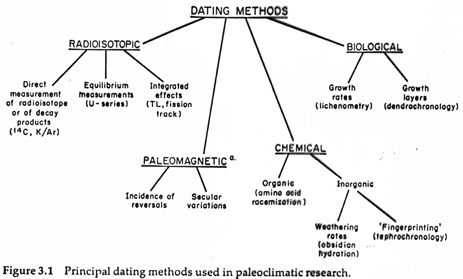 DATING METHODS
RADIOISOTOPIC
BIOLOGICAL
Direct
measurement
of radioisotope
or of decay
products
(¹⁴C, K/Ar)
Equilibrium
measurements
(U-series)
Integrated
effects
(TL, fission
track)
Growth
rates
(lichenometry)
Growth
layers
(dendrochronology)
PALEOMAGNETIC a.
CHEMICAL
Incidence of
reversals
Secular
variations
Organic
(amino acid
racemization)
Inorganic
Weathering
rates
(obsidian
hydration)
'Fingerprinting'
(tephrochronology)
Figure 3.1 Principal dating methods used in paleoclimatic research.